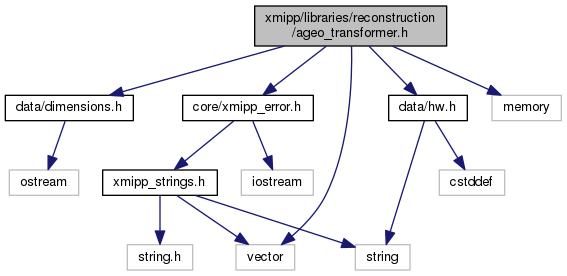 xmipp/libraries/reconstruction
/ageo_transformer.h
data/dimensions.h
core/xmipp_error.h
data/hw.h
memory
ostream
xmipp_strings.h
iostream
cstddef
string.h
vector
string